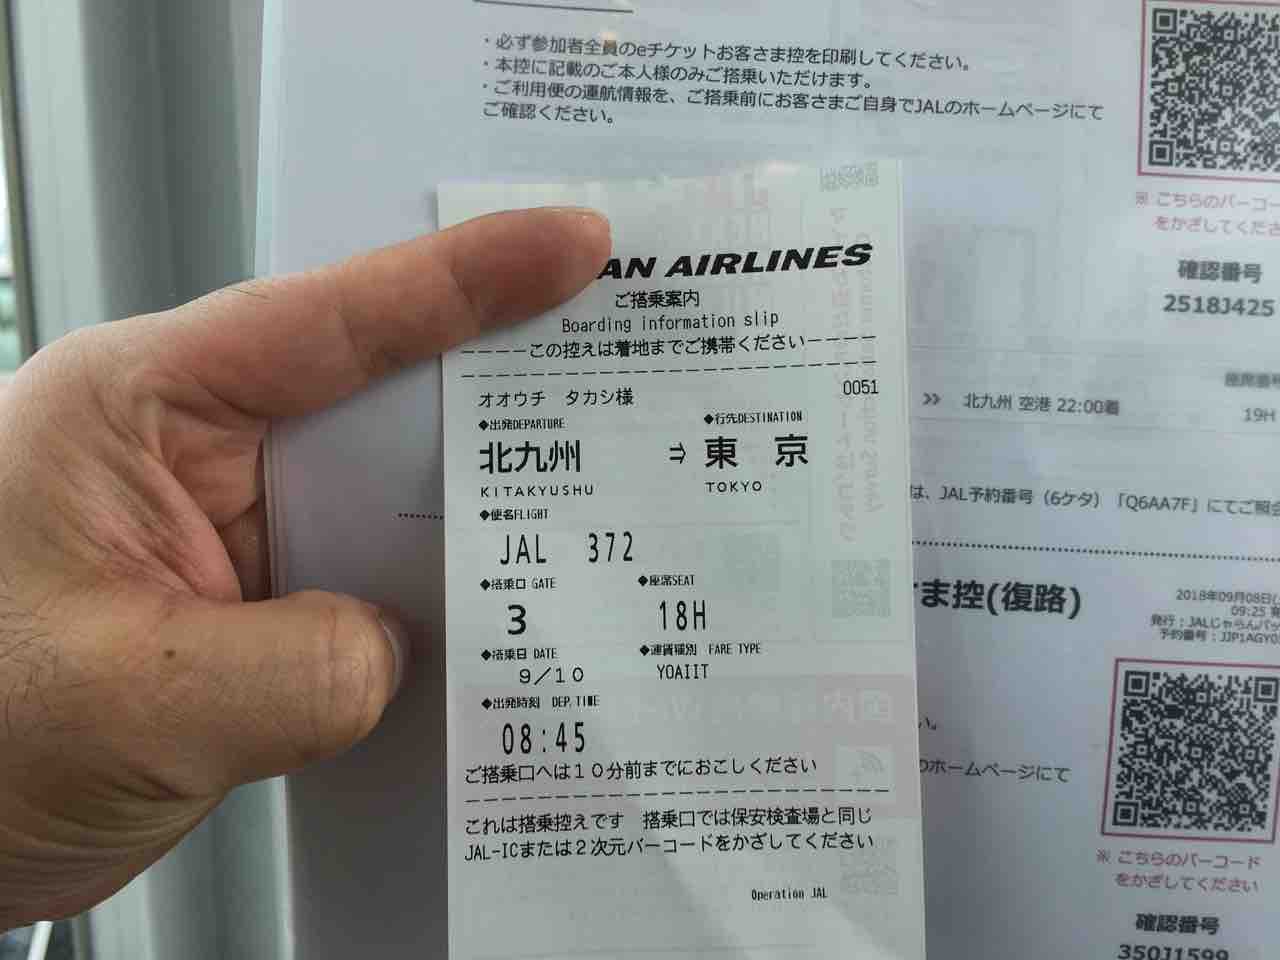 ・必ず参加者全員のeチケットお客さま控を印刷してください。
・本控に記載のご本人様のみご搭乗いただけます。
・ご利用便の運航情報を、ご搭乗前にお客さまご自身でJALのホームページにて
ご確認ください。
※ こちらのバーコー
をかざしてくださ
確認番号
2518J425
座席番号
>> 北九州 空港 22:00着
19H
は、JAL予約番号（6ケタ）「Q6AA7F」にてご照会
さま控(復路)
2018年09月08日(
09:25 発
発行：JALじゃらんパッ
予約番号：JJP1AGY0
い。
のホームページにて
※ こちらのバーコード
をかざしてください
確認番号
350J1599
AN AIRLINES
ご搭乗案内
Boarding information slip
----この控えは着地までご携帯ください----
オオウチ タカシ様
0051
◆出発DEPARTURE
◆行先DESTINATION
北九州 ⇒ 東 京
KITAKYUSHU
TOKYO
◆便名FLIGHT
JAL 372
◆搭乗口 GATE
◆座席SEAT
3
18H
◆搭乗日 DATE
◆運賃種別 FARE TYPE
9／10
YOAIIT
◆出発時刻 DEP.TIME
08:45
ご搭乗口へは１０分前までにおこしください
これは搭乗控えです 搭乗口では保安検査場と同じ
JAL-ICまたは２次元バーコードをかざしてください
Operation JAL